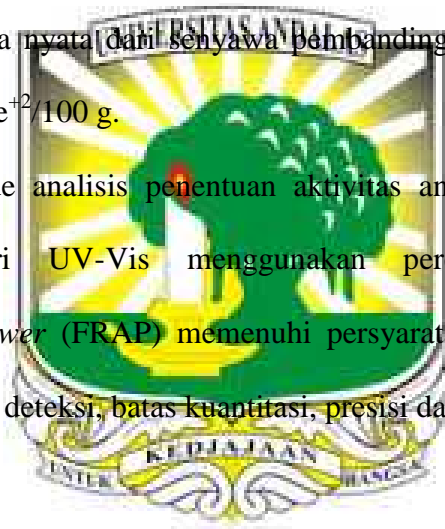 UNIVERSITAS ANDALAS
a nyata dari senyawa pembanding
e⁺²/100 g.
e analisis penentuan aktivitas an
ri UV-Vis menggunakan per
wer (FRAP) memenuhi persyarat
deteksi, batas kuantitasi, presisi da
UNTUK KEDJAJAAN BANGSA